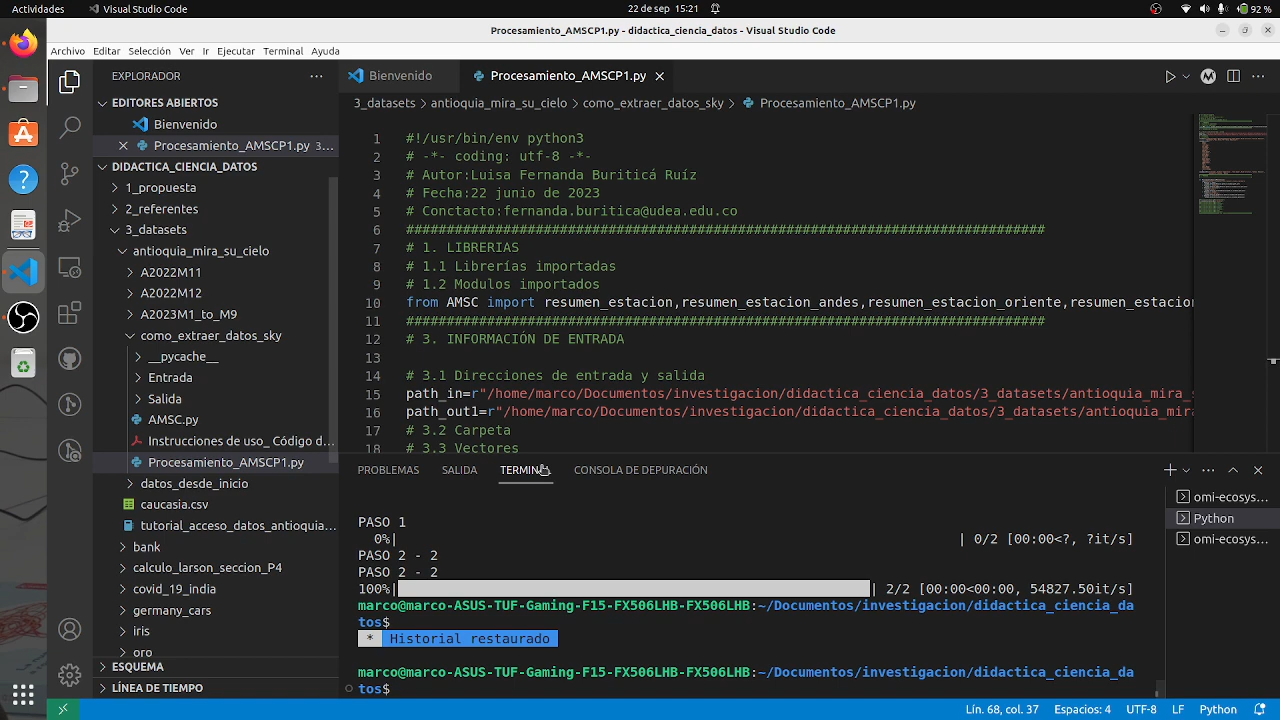 Actividades
Visual Studio Code
22 de sep 15:21
92 %
Procesamiento_AMSCP1.py - didactica_ciencia_datos - Visual Studio Code
Archivo Editar Selección Ver Ir Ejecutar Terminal Ayuda
EXPLORADOR
EDITORES ABIERTOS
Bienvenido
Procesamiento_AMSCP1.py 3...
DIDACTICA_CIENCIA_DATOS
1_propuesta
2_referentes
3_datasets
antioquia_mira_su_cielo
A2022M11
A2022M12
A2023M1_to_M9
como_extraer_datos_sky
__pycache__
Entrada
Salida
AMSC.py
Instrucciones de uso_ Código d...
Procesamiento_AMSCP1.py
datos_desde_inicio
caucasia.csv
tutorial_acceso_datos_antioquia...
bank
calculo_larson_seccion_P4
covid_19_india
germany_cars
iris
oro
ESQUEMA
LÍNEA DE TIEMPO
Bienvenido
Procesamiento_AMSCP1.py
3_datasets > antioquia_mira_su_cielo > como_extraer_datos_sky > Procesamiento_AMSCP1.py
1 #!/usr/bin/env python3
2 # -*- coding: utf-8 -*-
3 # Autor:Luisa Fernanda Buriticá Ruíz
4 # Fecha:22 junio de 2023
5 # Conctacto:fernanda.buritica@udea.edu.co
6 ###############################################################################
7 # 1. LIBRERIAS
8 # 1.1 Librerías importadas
9 # 1.2 Modulos importados
10 from AMSC import resumen_estacion,resumen_estacion_andes,resumen_estacion_oriente,resumen_estacion
11 ###############################################################################
12 # 3. INFORMACIÓN DE ENTRADA
13
14 # 3.1 Direcciones de entrada y salida
15 path_in=r"/home/marco/Documentos/investigacion/didactica_ciencia_datos/3_datasets/antioquia_mira_s
16 path_out1=r"/home/marco/Documentos/investigacion/didactica_ciencia_datos/3_datasets/antioquia_mira
17 # 3.2 Carpeta
18 # 3.3 Vectores
PROBLEMAS SALIDA TERMINAL CONSOLA DE DEPURACIÓN
PASO 1
0%| | 0/2 [00:00<?, ?it/s]
PASO 2 - 2
PASO 2 - 2
100%| | 2/2 [00:00<00:00, 54827.50it/s]
marco@marco-ASUS-TUF-Gaming-F15-FX506LHB-FX506LHB:~/Documentos/investigacion/didactica_ciencia_da
tos$
* Historial restaurado
marco@marco-ASUS-TUF-Gaming-F15-FX506LHB-FX506LHB:~/Documentos/investigacion/didactica_ciencia_da
tos$
omi-ecosys...
Python
omi-ecosys...
Lín. 68, col. 37 Espacios: 4 UTF-8 LF Python